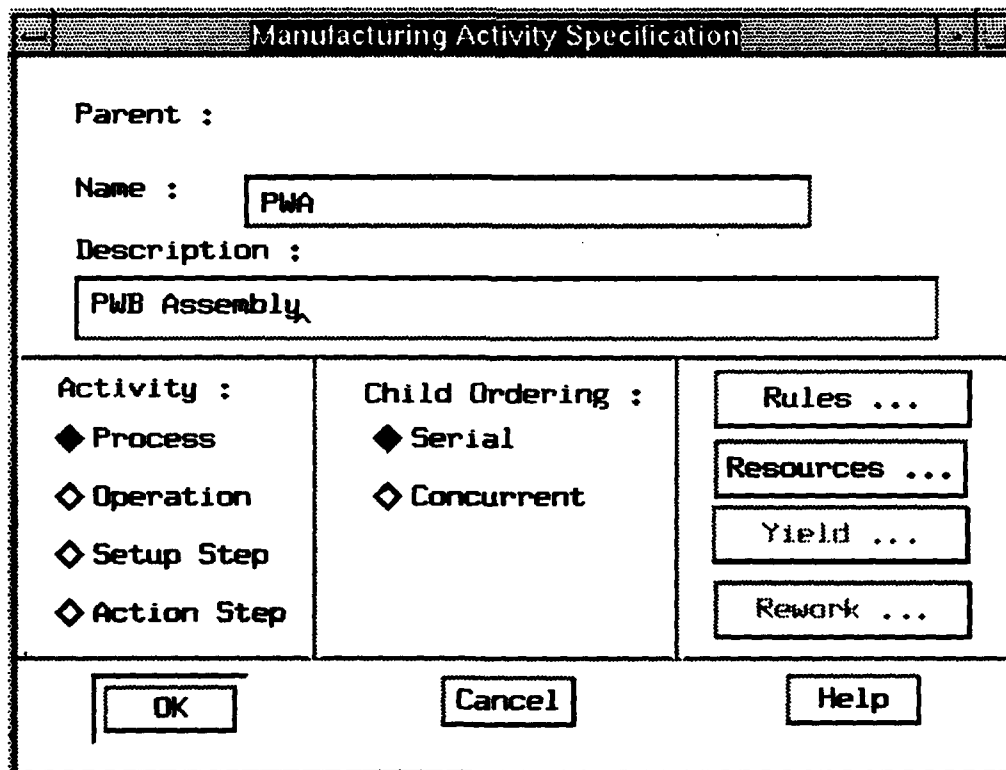 Manufacturing Activity Specification
Parent :
Name : PWA
Description :
PWB Assembly
Activity :
Process
Operation
Setup Step
Action Step
Child Ordering :
Serial
Concurrent
Rules ...
Resources ...
Yield ...
Rework ...
OK Cancel Help